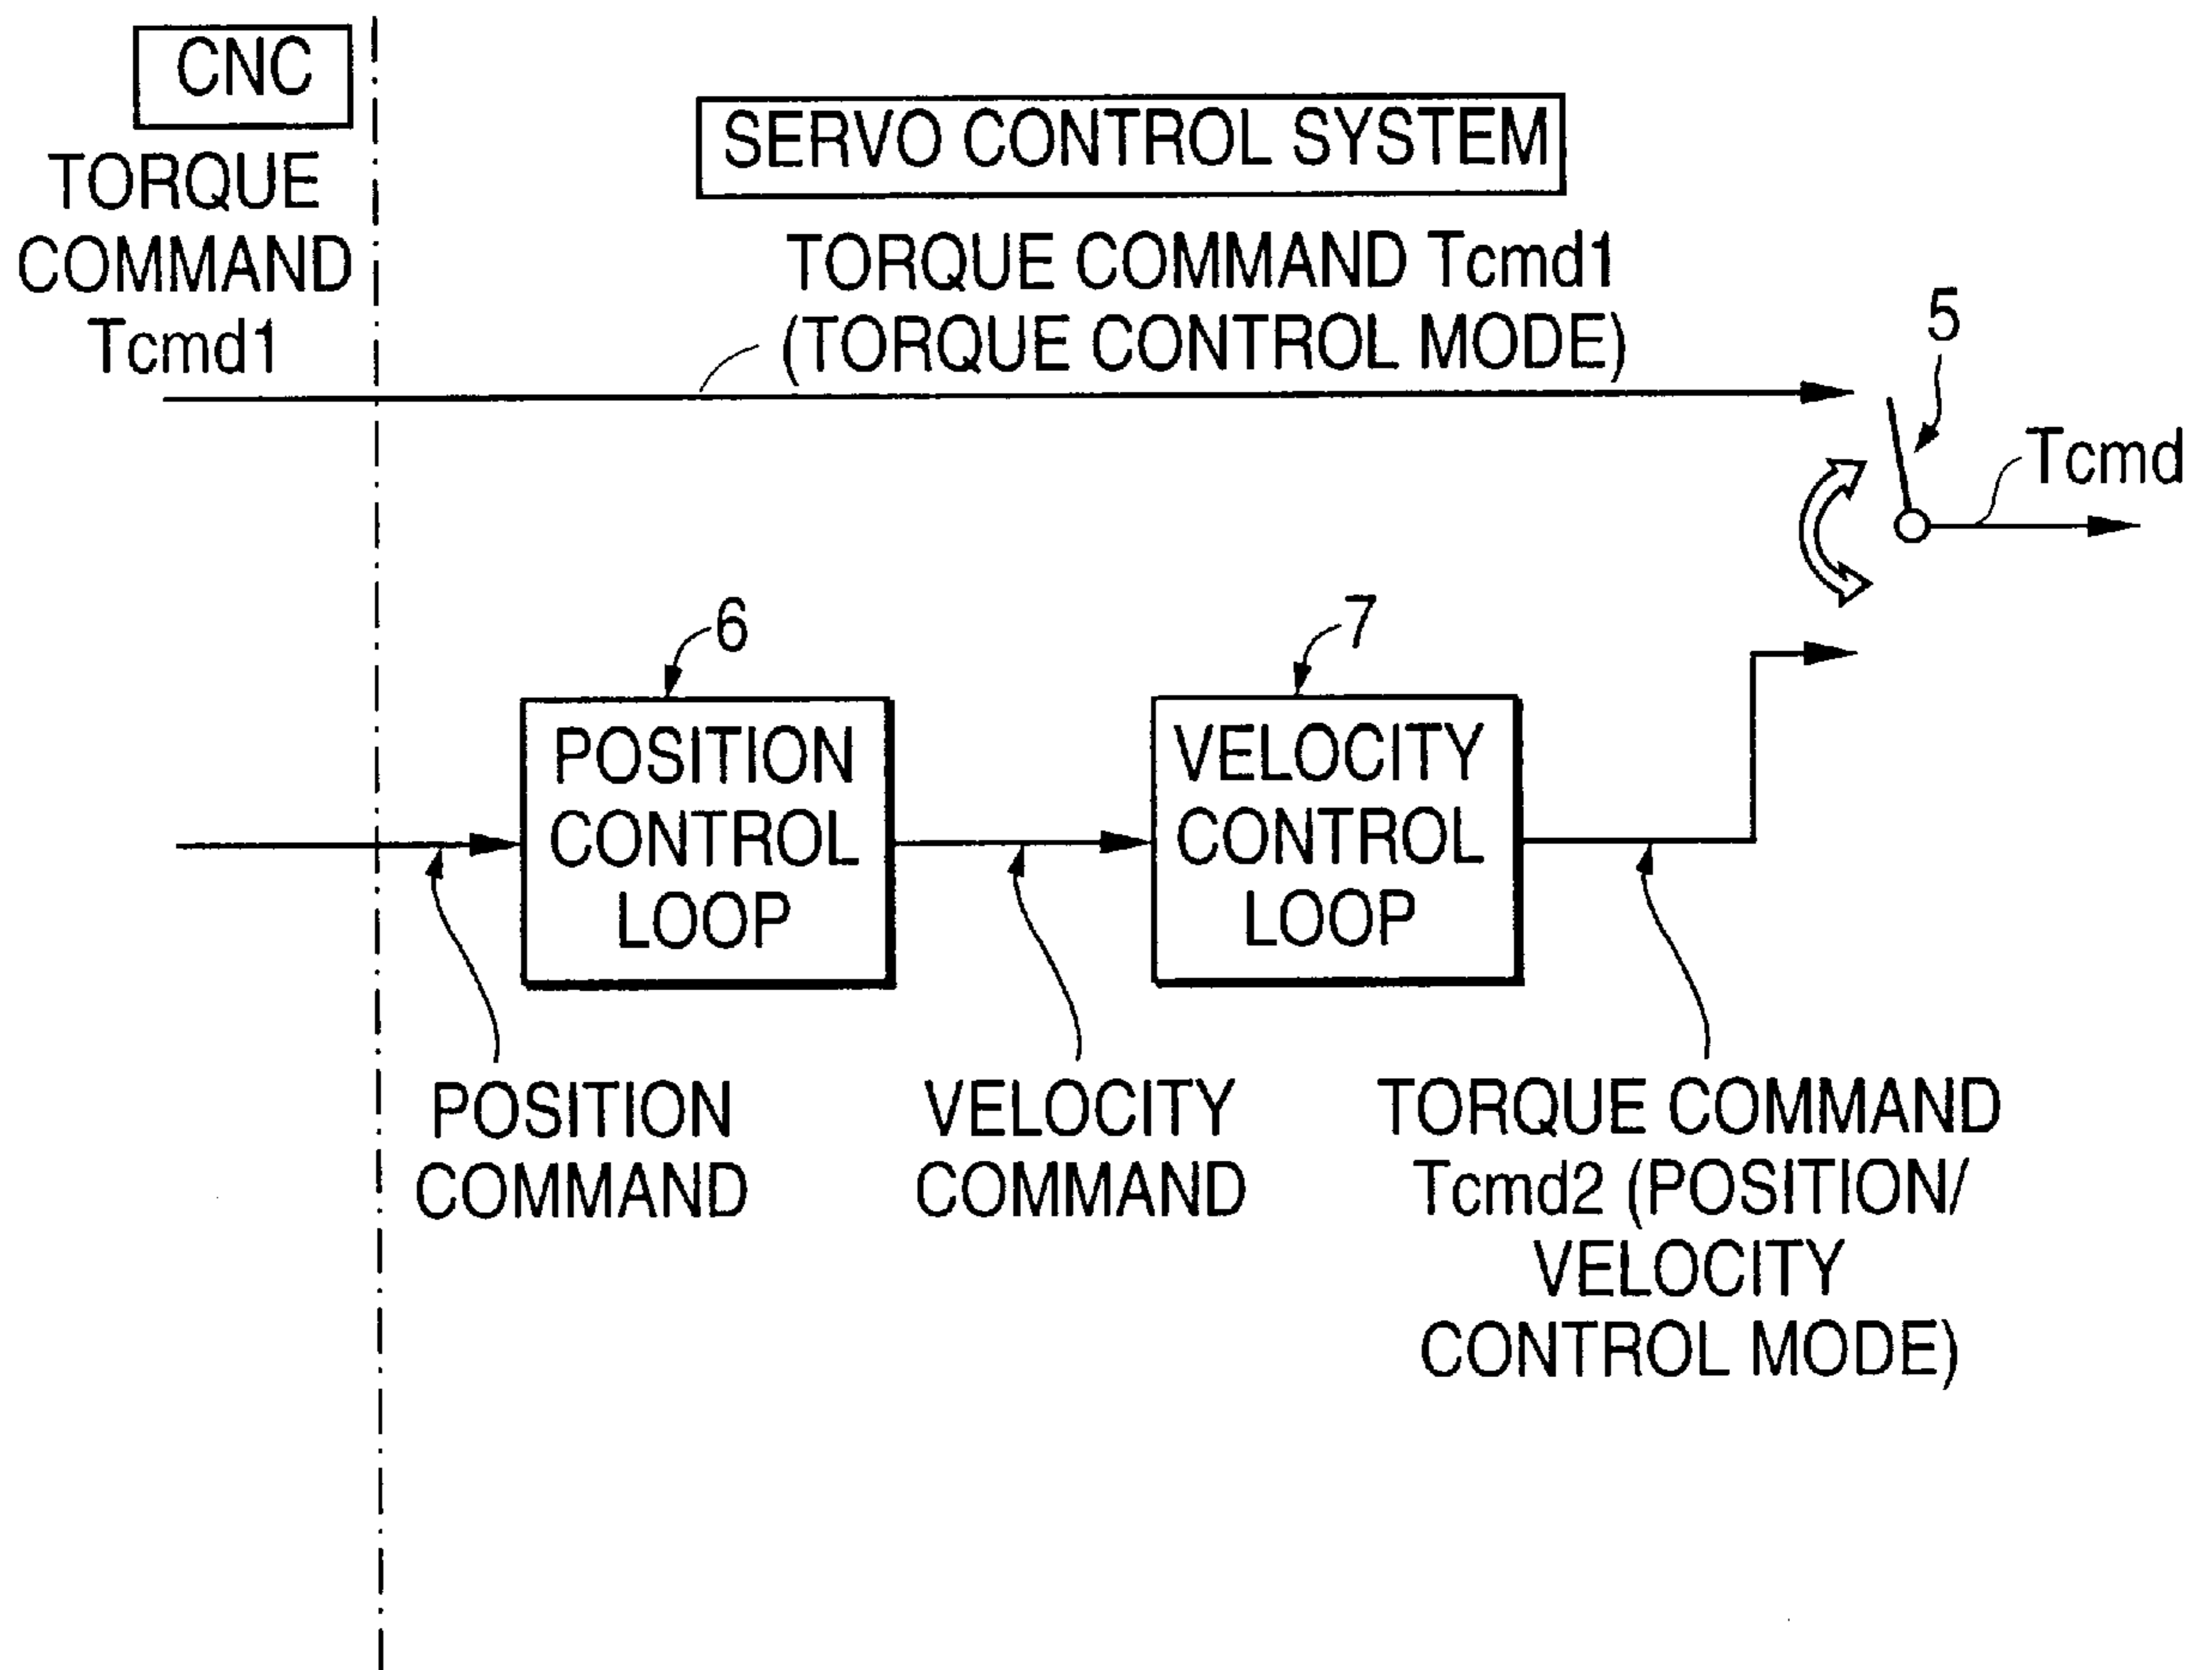 CNC
TORQUE
COMMAND
Tcmd1
SERVO CONTROL SYSTEM
TORQUE COMMAND Tcmd1
(TORQUE CONTROL MODE)
5
Tcmd
6
7
POSITION
CONTROL
LOOP
VELOCITY
CONTROL
LOOP
POSITION
COMMAND
VELOCITY
COMMAND
TORQUE COMMAND
Tcmd2 (POSITION/
VELOCITY
CONTROL MODE)